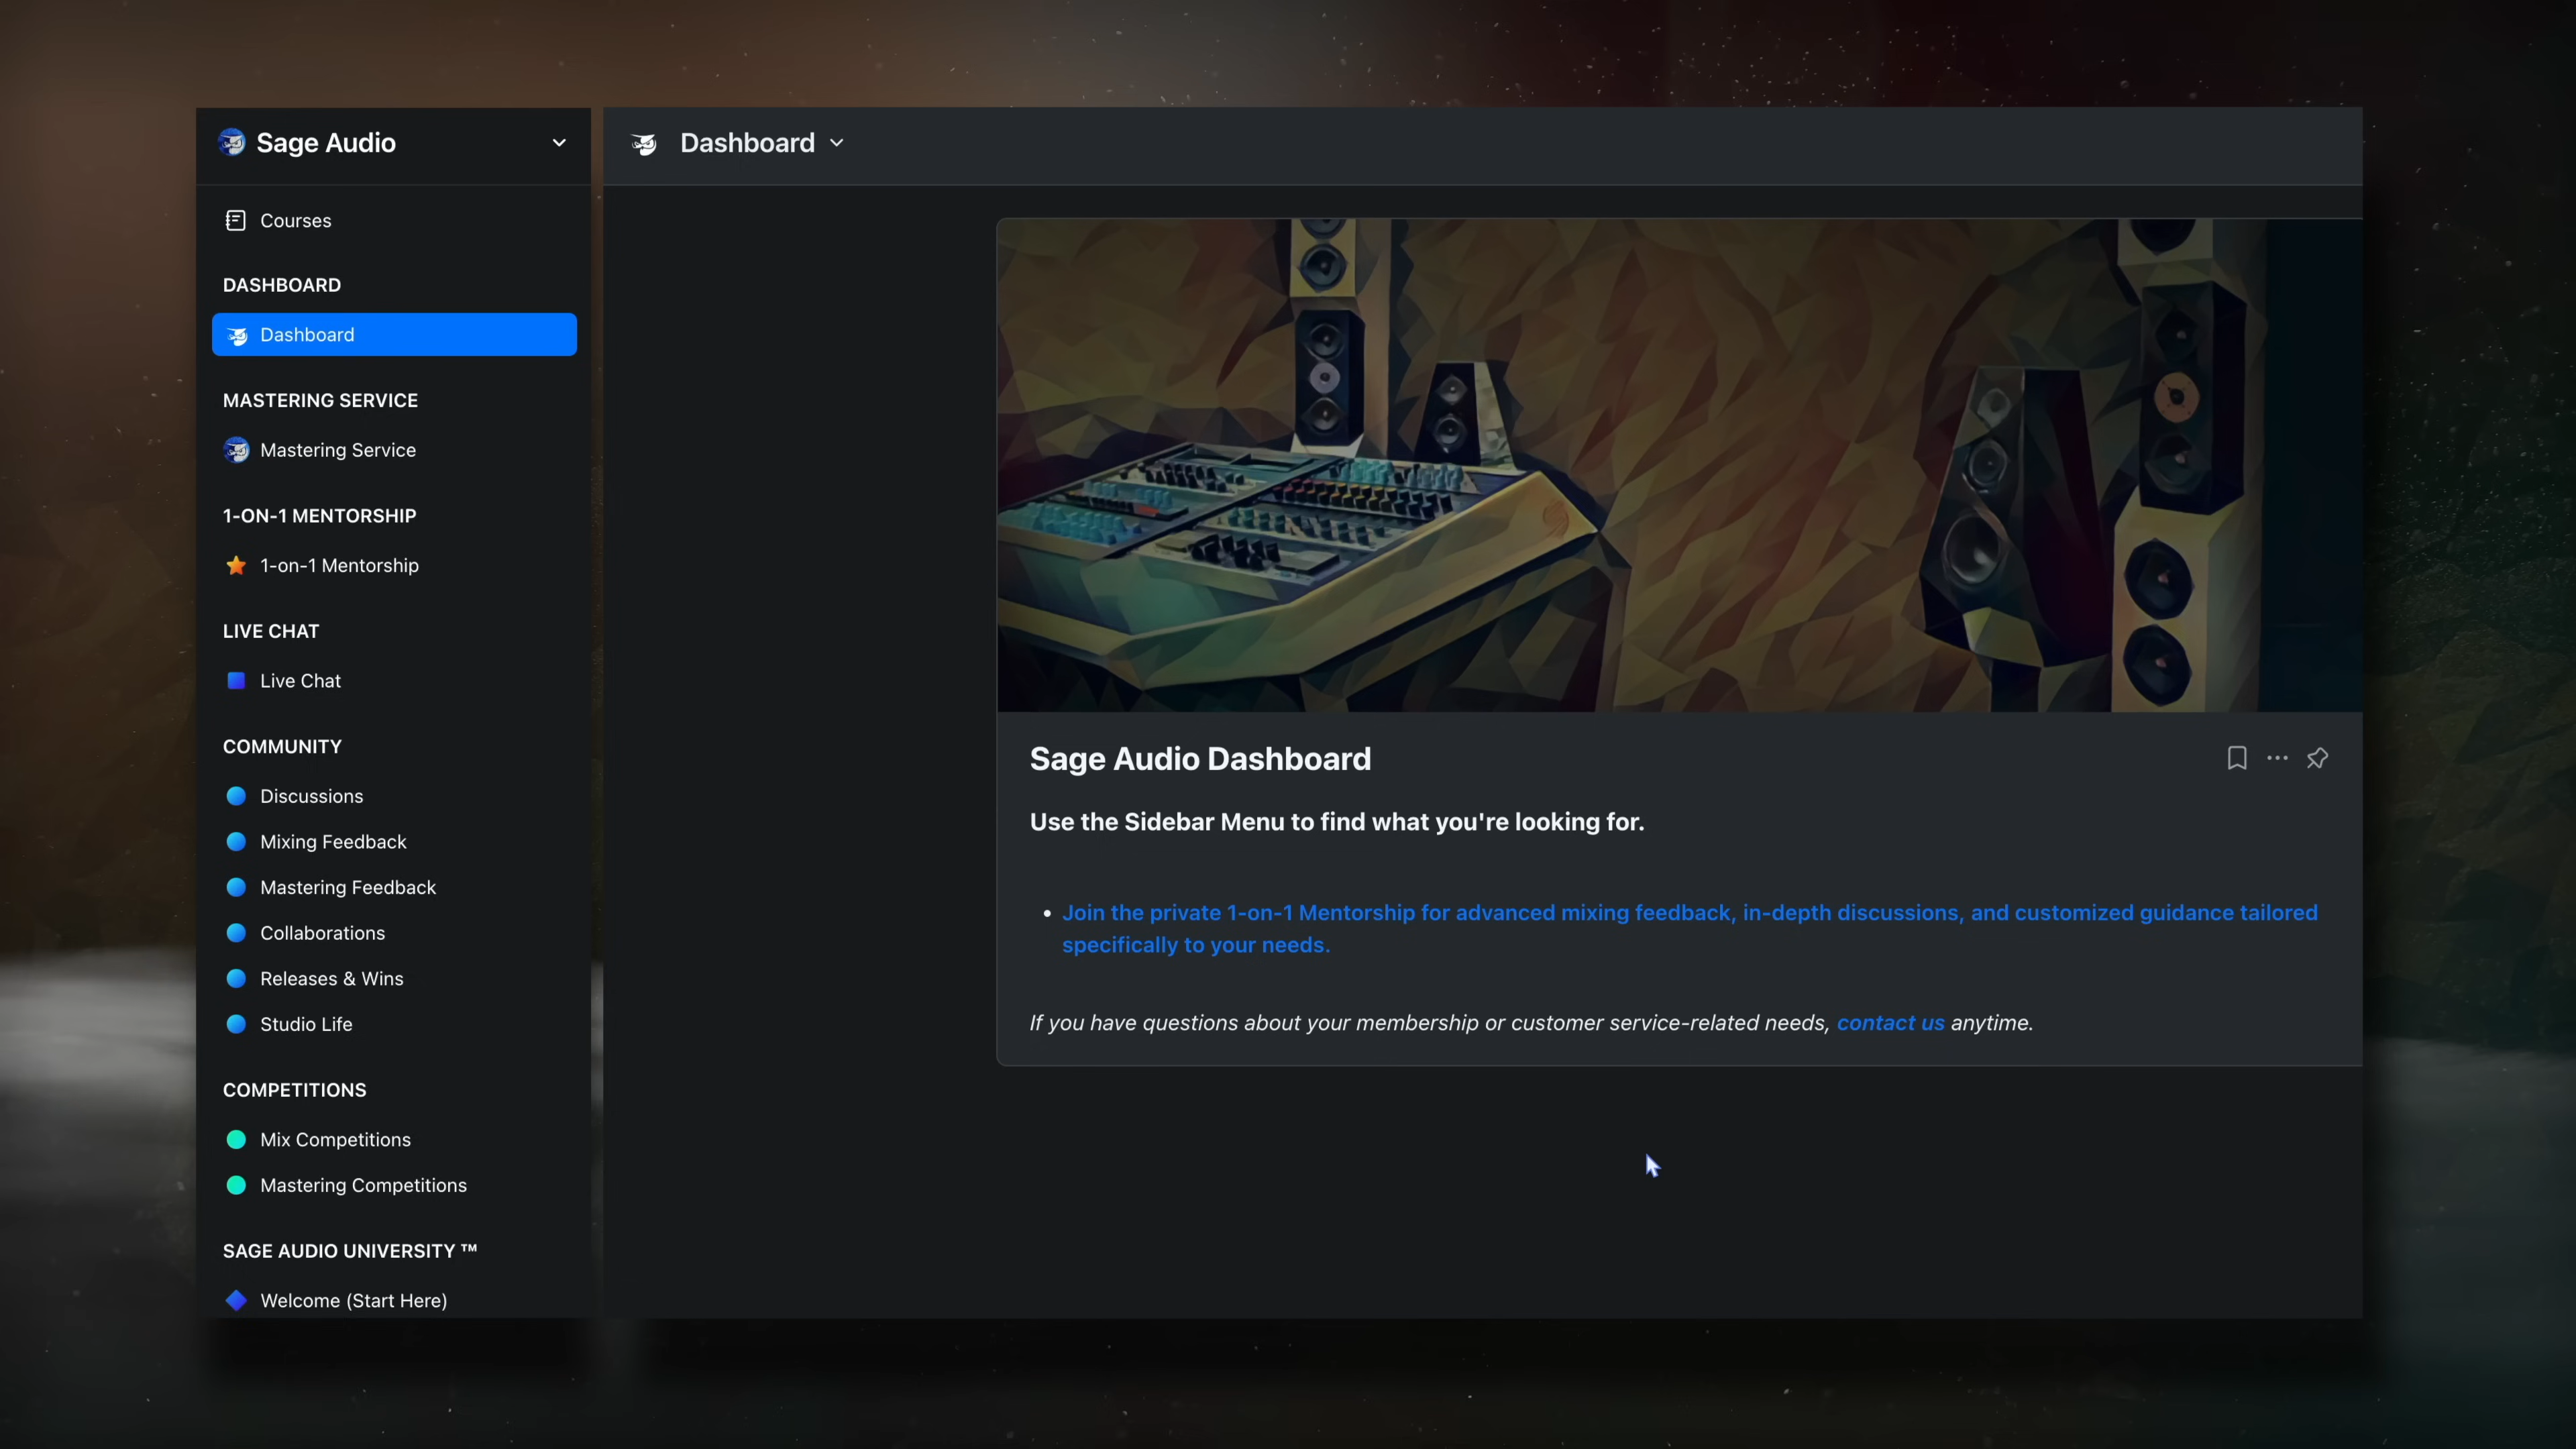 Sage Audio
Courses
DASHBOARD
Dashboard
MASTERING SERVICE
Mastering Service
1-ON-1 MENTORSHIP
1-on-1 Mentorship
LIVE CHAT
Live Chat
COMMUNITY
Discussions
Mixing Feedback
Mastering Feedback
Collaborations
Releases & Wins
Studio Life
COMPETITIONS
Mix Competitions
Mastering Competitions
SAGE AUDIO UNIVERSITY ™
Welcome (Start Here)
Dashboard
Sage Audio Dashboard
Use the Sidebar Menu to find what you're looking for.
• Join the private 1-on-1 Mentorship for advanced mixing feedback, in-depth discussions, and customized guidance tailored
specifically to your needs.
If you have questions about your membership or customer service-related needs, contact us anytime.